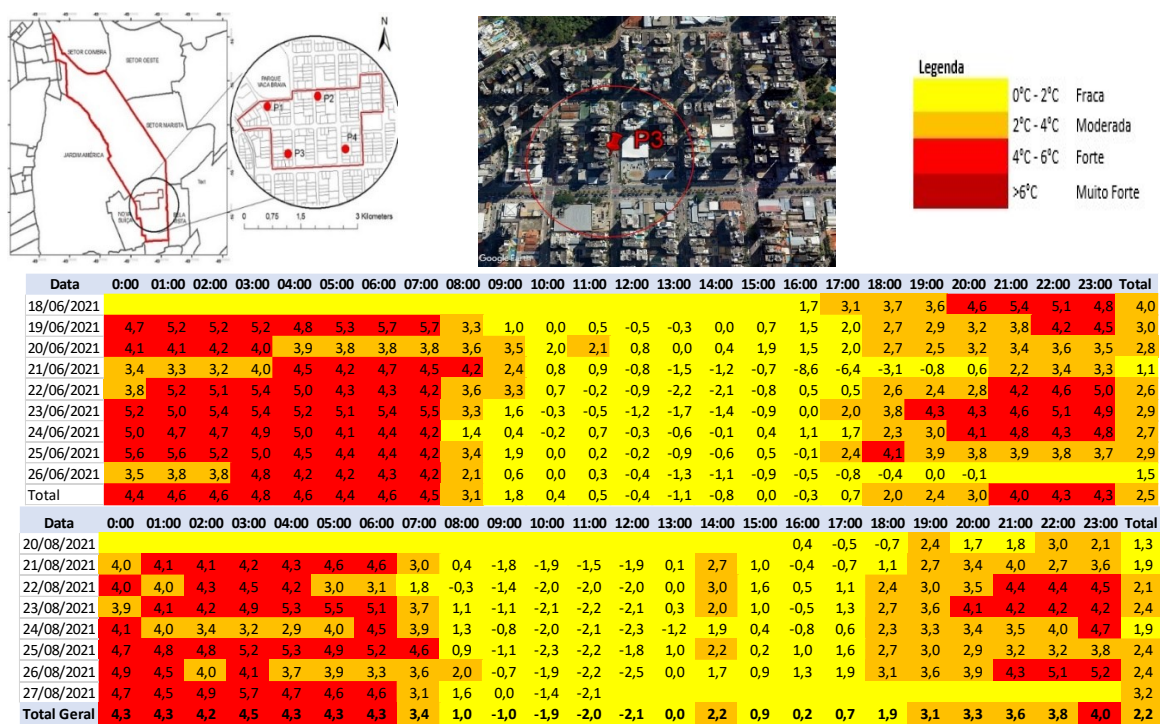 SETOR COIMBRA
SETOR OESTE
SETOR MARISTA
JARDIM AMÉRICA
PARQUE
VACA BRAVA
P1
P2
P3
P4
N
0 0,75 1,5 3 Kilometers
P3
Google Earth
Legenda
0°C - 2°C Fraca
2°C - 4°C Moderada
4°C - 6°C Forte
>6°C Muito Forte
Data 0:00 01:00 02:00 03:00 04:00 05:00 06:00 07:00 08:00 09:00 10:00 11:00 12:00 13:00 14:00 15:00 16:00 17:00 18:00 19:00 20:00 21:00 22:00 23:00 Total
18/06/2021 1,7 3,1 3,7 3,6 4,6 5,4 5,1 4,8 4,0
19/06/2021 4,7 5,2 5,2 5,2 4,8 5,3 5,7 5,7 3,3 1,0 0,0 0,5 -0,5 -0,3 0,0 0,7 1,5 2,0 2,7 2,9 3,2 3,8 4,2 4,5 3,0
20/06/2021 4,1 4,1 4,2 4,0 3,9 3,8 3,8 3,8 3,6 3,5 2,0 2,1 0,8 0,0 0,4 1,9 1,5 2,0 2,7 2,5 3,2 3,4 3,6 3,5 2,8
21/06/2021 3,4 3,3 3,2 4,0 4,5 4,2 4,7 4,5 4,2 2,4 0,8 0,9 -0,8 -1,5 -1,2 -0,7 -8,6 -6,4 -3,1 -0,8 0,6 2,2 3,4 3,3 1,1
22/06/2021 3,8 5,2 5,1 5,4 5,0 4,3 4,3 4,2 3,6 3,3 0,7 -0,2 -0,9 -2,2 -2,1 -0,8 0,5 0,5 2,6 2,4 2,8 4,2 4,6 5,0 2,6
23/06/2021 5,2 5,0 5,4 5,4 5,2 5,1 5,4 5,5 3,3 1,6 -0,3 -0,5 -1,2 -1,7 -1,4 -0,9 0,0 2,0 3,8 4,3 4,3 4,6 5,1 4,9 2,9
24/06/2021 5,0 4,7 4,7 4,9 5,0 4,1 4,4 4,2 1,4 0,4 -0,2 0,7 -0,3 -0,6 -0,1 0,4 1,1 1,7 2,3 3,0 4,1 4,8 4,3 4,8 2,7
25/06/2021 5,6 5,6 5,2 5,0 4,5 4,4 4,4 4,2 3,4 1,9 0,0 0,2 -0,2 -0,9 -0,6 0,5 -0,1 2,4 4,1 3,9 3,8 3,9 3,8 3,7 2,9
26/06/2021 3,5 3,8 3,8 4,8 4,2 4,2 4,3 4,2 2,1 0,6 0,0 0,3 -0,4 -1,3 -1,1 -0,9 -0,5 -0,8 -0,4 0,0 -0,1 1,5
Total 4,4 4,6 4,6 4,8 4,6 4,4 4,6 4,5 3,1 1,8 0,4 0,5 -0,4 -1,1 -0,8 0,0 -0,3 0,7 2,0 2,4 3,0 4,0 4,3 4,3 2,5
Data 0:00 01:00 02:00 03:00 04:00 05:00 06:00 07:00 08:00 09:00 10:00 11:00 12:00 13:00 14:00 15:00 16:00 17:00 18:00 19:00 20:00 21:00 22:00 23:00 Total
20/08/2021 0,4 -0,5 -0,7 2,4 1,7 1,8 3,0 2,1 1,3
21/08/2021 4,0 4,1 4,1 4,2 4,3 4,6 4,6 3,0 0,4 -1,8 -1,9 -1,5 -1,9 0,1 2,7 1,0 -0,4 -0,7 1,1 2,7 3,4 4,0 2,7 3,6 1,9
22/08/2021 4,0 4,0 4,3 4,5 4,2 3,0 3,1 1,8 -0,3 -1,4 -2,0 -2,0 -2,0 0,0 3,0 1,6 0,5 1,1 2,4 3,0 3,5 4,4 4,4 4,5 2,1
23/08/2021 3,9 4,1 4,2 4,9 5,3 5,5 5,1 3,7 1,1 -1,1 -2,1 -2,2 -2,1 0,3 2,0 1,0 -0,5 1,3 2,7 3,6 4,1 4,2 4,2 4,2 2,4
24/08/2021 4,1 4,0 3,4 3,2 2,9 4,0 4,5 3,9 1,3 -0,8 -2,0 -2,1 -2,3 -1,2 1,9 0,4 -0,8 0,6 2,3 3,3 3,4 3,5 4,0 4,7 1,9
25/08/2021 4,7 4,8 4,8 5,2 5,3 4,9 5,2 4,6 0,9 -1,1 -2,3 -2,2 -1,8 1,0 2,2 0,2 1,0 1,6 2,7 3,0 2,9 3,2 3,2 3,8 2,4
26/08/2021 4,9 4,5 4,0 4,1 3,7 3,9 3,3 3,6 2,0 -0,7 -1,9 -2,2 -2,5 0,0 1,7 0,9 1,3 1,9 3,1 3,6 3,9 4,3 5,1 5,2 2,4
27/08/2021 4,7 4,5 4,9 5,7 4,7 4,6 4,6 3,1 1,6 0,0 -1,4 -2,1 3,2
Total Geral 4,3 4,3 4,2 4,5 4,3 4,3 4,3 3,4 1,0 -1,0 -1,9 -2,0 -2,1 0,0 2,2 0,9 0,2 0,7 1,9 3,1 3,3 3,6 3,8 4,0 2,2